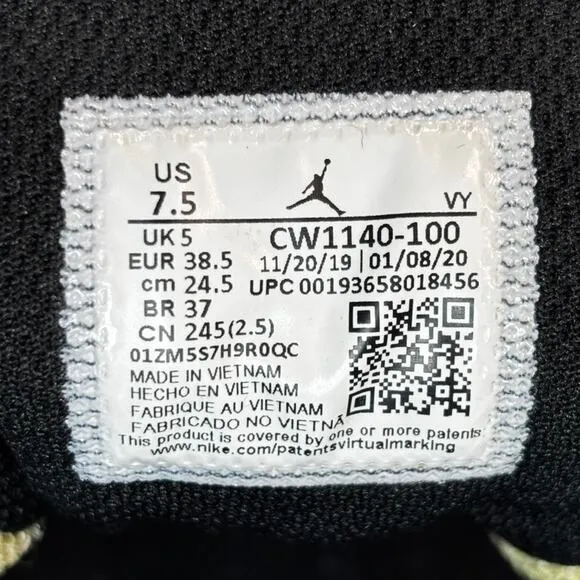 US
7.5 VY
UK 5 CW1140-100
EUR 38.5 11/20/19 | 01/08/20
cm 24.5 UPC 00193658018456
BR 37
CN 245(2.5)
01ZM5S7H9R0QC
MADE IN VIETNAM
HECHO EN VIETNAM
FABRIQUE AU VIETNAM
FABRICADO NO VIETNÃ
This product is covered by one or more patents
www.nike.com/patentsvirtualmarking